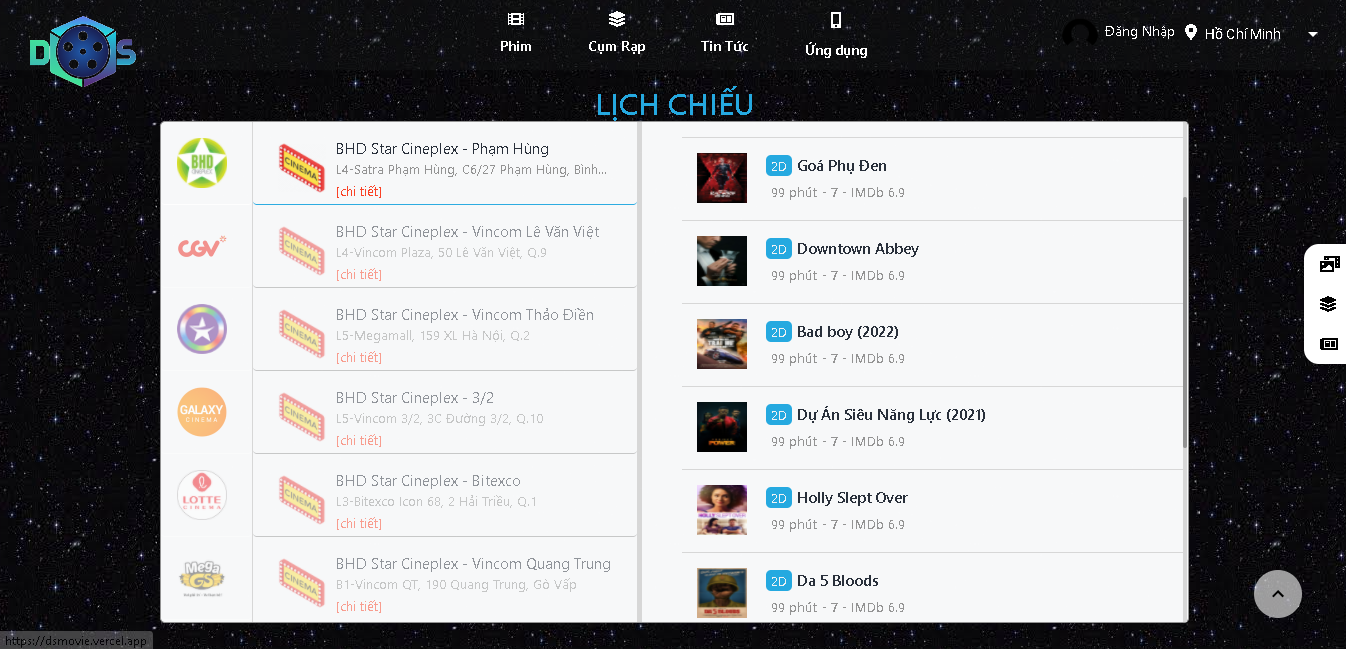 DS
Phim
Cụm Rạp
Tin Tức
Ứng dụng
Đăng Nhập
Hồ Chí Minh
LỊCH CHIẾU
BHD
CGV
GALAXY
CINEMA
LOTTE
CINEMA
Mega
GS
CINEMA
BHD Star Cineplex - Phạm Hùng
L4-Satra Phạm Hùng, C6/27 Phạm Hùng, Bình...
[chi tiết]
CINEMA
BHD Star Cineplex - Vincom Lê Văn Việt
L4-Vincom Plaza, 50 Lê Văn Việt, Q.9
[chi tiết]
CINEMA
BHD Star Cineplex - Vincom Thảo Điền
L5-Megamall, 159 XL Hà Nội, Q.2
[chi tiết]
CINEMA
BHD Star Cineplex - 3/2
L5-Vincom 3/2, 3C Đường 3/2, Q.10
[chi tiết]
CINEMA
BHD Star Cineplex - Bitexco
L3-Bitexco Icon 68, 2 Hải Triều, Q.1
[chi tiết]
CINEMA
BHD Star Cineplex - Vincom Quang Trung
B1-Vincom QT, 190 Quang Trung, Gò Vấp
[chi tiết]
2D Goá Phụ Đen
99 phút - 7 - IMDb 6.9
2D Downtown Abbey
99 phút - 7 - IMDb 6.9
2D Bad boy (2022)
99 phút - 7 - IMDb 6.9
POWER
2D Dự Án Siêu Năng Lực (2021)
99 phút - 7 - IMDb 6.9
HOLLY SLEPT OVER
2D Holly Slept Over
99 phút - 7 - IMDb 6.9
DA 5 BLOODS
2D Da 5 Bloods
99 phút - 7 - IMDb 6.9
https://dsmovie.vercel.app